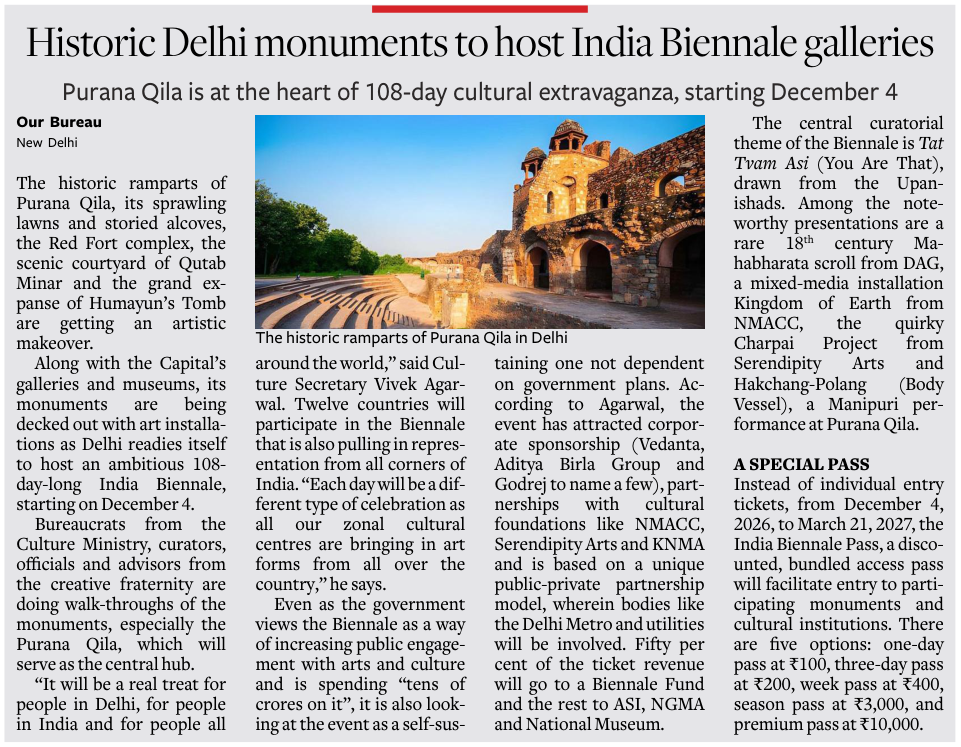 Historic Delhi monuments to host India Biennale galleries
Purana Qila is at the heart of 108-day cultural extravaganza, starting December 4
Our Bureau
New Delhi
The historic ramparts of
Purana Qila, its sprawling
lawns and storied alcoves,
the Red Fort complex, the
scenic courtyard of Qutab
Minar and the grand ex-
panse of Humayun's Tomb
are getting an artistic
makeover.
Along with the Capital's
galleries and museums, its
monuments are being
decked out with art installa-
tions as Delhi readies itself
to host an ambitious 108-
day-long India Biennale,
starting on December 4.
Bureaucrats from the
Culture Ministry, curators,
officials and advisors from
the creative fraternity are
doing walk-throughs of the
monuments, especially the
Purana Qila, which will
serve as the central hub.
"It will be a real treat for
people in Delhi, for people
in India and for people all
The historic ramparts of Purana Qila in Delhi
around the world," said Cul-
ture Secretary Vivek Agar-
wal. Twelve countries will
participate in the Biennale
that is also pulling in repres-
entation from all corners of
India. "Each day will be a dif-
ferent type of celebration as
all our zonal cultural
centres are bringing in art
forms from all over the
country," he says.
Even as the government
views the Biennale as a way
of increasing public engage-
ment with arts and culture
and is spending "tens of
crores on it", it is also look-
ing at the event as a self-sus-
taining one not dependent
on government plans. Ac-
cording to Agarwal, the
event has attracted corpor-
ate sponsorship (Vedanta,
Aditya Birla Group and
Godrej to name a few), part-
nerships with cultural
foundations like NMACC,
Serendipity Arts and KNMA
and is based on a unique
public-private partnership
model, wherein bodies like
the Delhi Metro and utilities
will be involved. Fifty per
cent of the ticket revenue
will go to a Biennale Fund
and the rest to ASI, NGMA
and National Museum.
The central curatorial
theme of the Biennale is Tat
Tvam Asi (You Are That),
drawn from the Upan-
ishads. Among the note-
worthy presentations are a
rare 18th century Ma-
habharata scroll from DAG,
a mixed-media installation
Kingdom of Earth from
NMACC, the quirky
Charpai Project from
Serendipity Arts and
Hakchang-Polang (Body
Vessel), a Manipuri per-
formance at Purana Qila.
A SPECIAL PASS
Instead of individual entry
tickets, from December 4,
2026, to March 21, 2027, the
India Biennale Pass, a disco-
unted, bundled access pass
will facilitate entry to parti-
cipating monuments and
cultural institutions. There
are five options: one-day
pass at ₹100, three-day pass
at ₹200, week pass at ₹400,
season pass at ₹3,000, and
premium pass at ₹10,000.